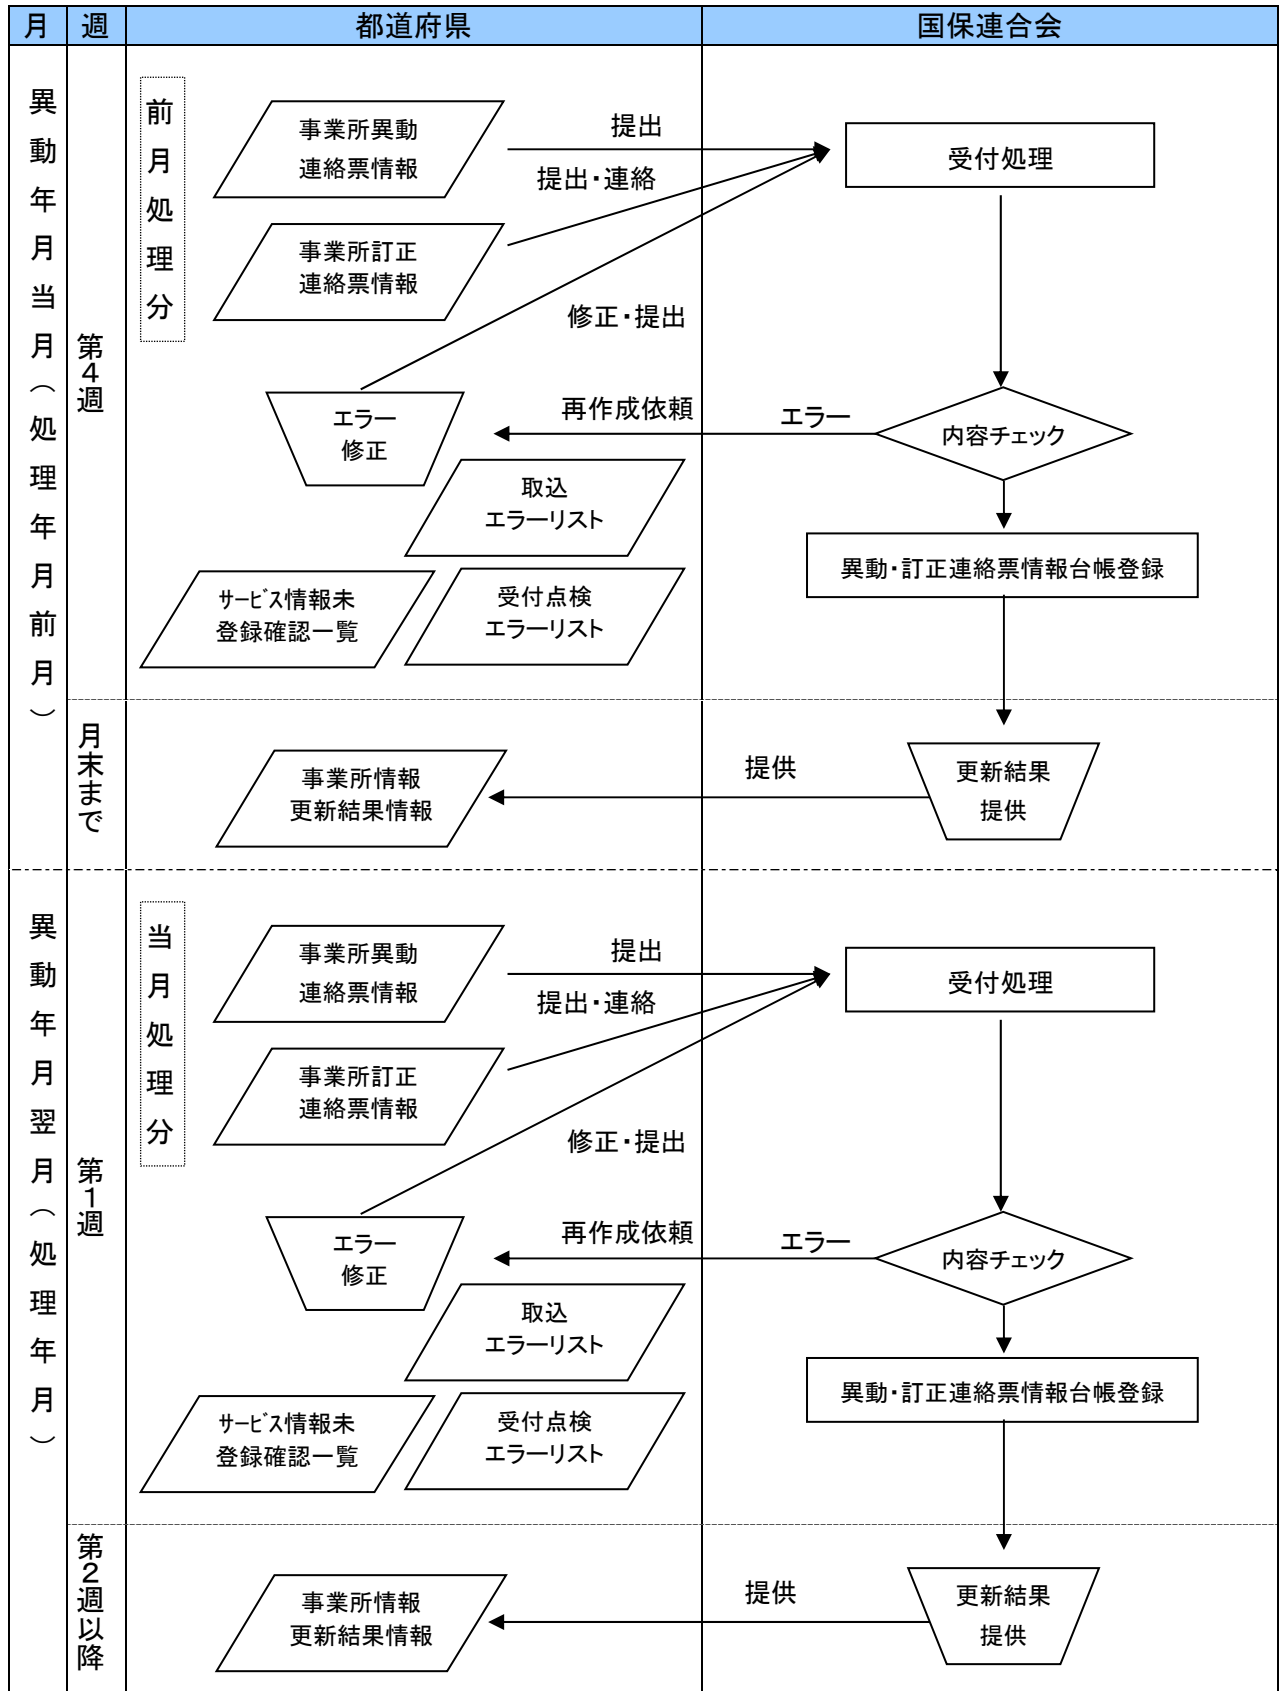 月
週
都道府県
国保連合会
異動年月当月（処理年月前月）
第4週
前月処理分
事業所異動
連絡票情報
提出
受付処理
提出・連絡
事業所訂正
連絡票情報
修正・提出
エラー
修正
再作成依頼
エラー
内容チェック
取込
エラーリスト
異動・訂正連絡票情報台帳登録
サービス情報未
登録確認一覧
受付点検
エラーリスト
月末まで
事業所情報
更新結果情報
提供
更新結果
提供
異動年月翌月（処理年月）
第1週
当月処理分
事業所異動
連絡票情報
提出
受付処理
提出・連絡
事業所訂正
連絡票情報
修正・提出
エラー
修正
再作成依頼
エラー
内容チェック
取込
エラーリスト
異動・訂正連絡票情報台帳登録
サービス情報未
登録確認一覧
受付点検
エラーリスト
第2週以降
事業所情報
更新結果情報
提供
更新結果
提供